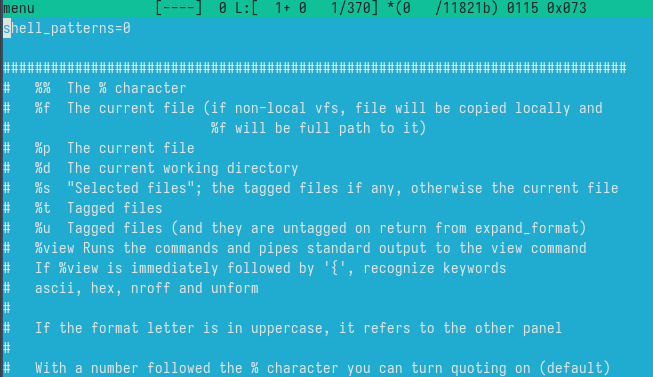 menu [----] 0 L:[ 1+ 0 1/370] *(0 /11821b) 0115 0x073
shell_patterns=0
##############################################################################
# %% The % character
# %f The current file (if non-local vfs, file will be copied locally and
# %f will be full path to it)
# %p The current file
# %d The current working directory
# %s "Selected files"; the tagged files if any, otherwise the current file
# %t Tagged files
# %u Tagged files (and they are untagged on return from expand_format)
# %view Runs the commands and pipes standard output to the view command
# If %view is immediately followed by '{', recognize keywords
# ascii, hex, nroff and unform
#
# If the format letter is in uppercase, it refers to the other panel
#
# With a number followed the % character you can turn quoting on (default)